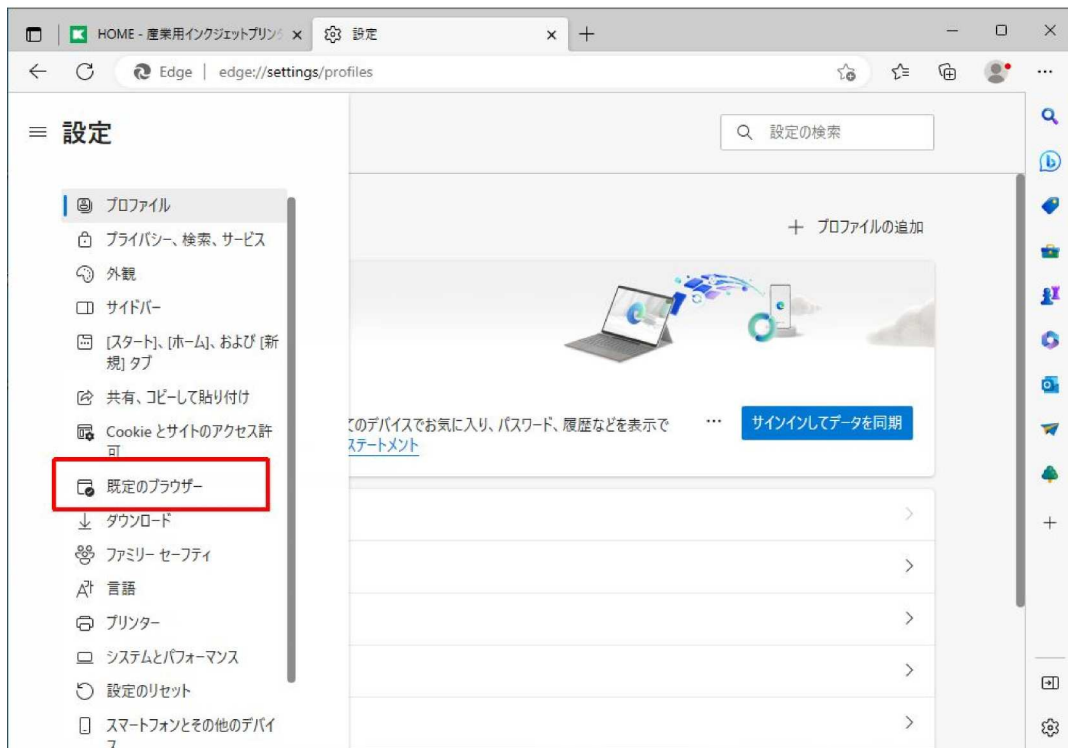 HOME - 産業用インクジェットプリンタ
設定
Edge
edge://settings/profiles
設定
設定の検索
プロファイル
プライバシー、検索、サービス
外観
サイドバー
[スタート]、[ホーム]、および [新
規] タブ
共有、コピーして貼り付け
Cookie とサイトのアクセス許
可
既定のブラウザー
ダウンロード
ファミリー セーフティ
言語
プリンター
システムとパフォーマンス
設定のリセット
スマートフォンとその他のデバイ
ス
プロファイルの追加
てのデバイスでお気に入り、パスワード、履歴などを表示で
ステートメント
サインインしてデータを同期